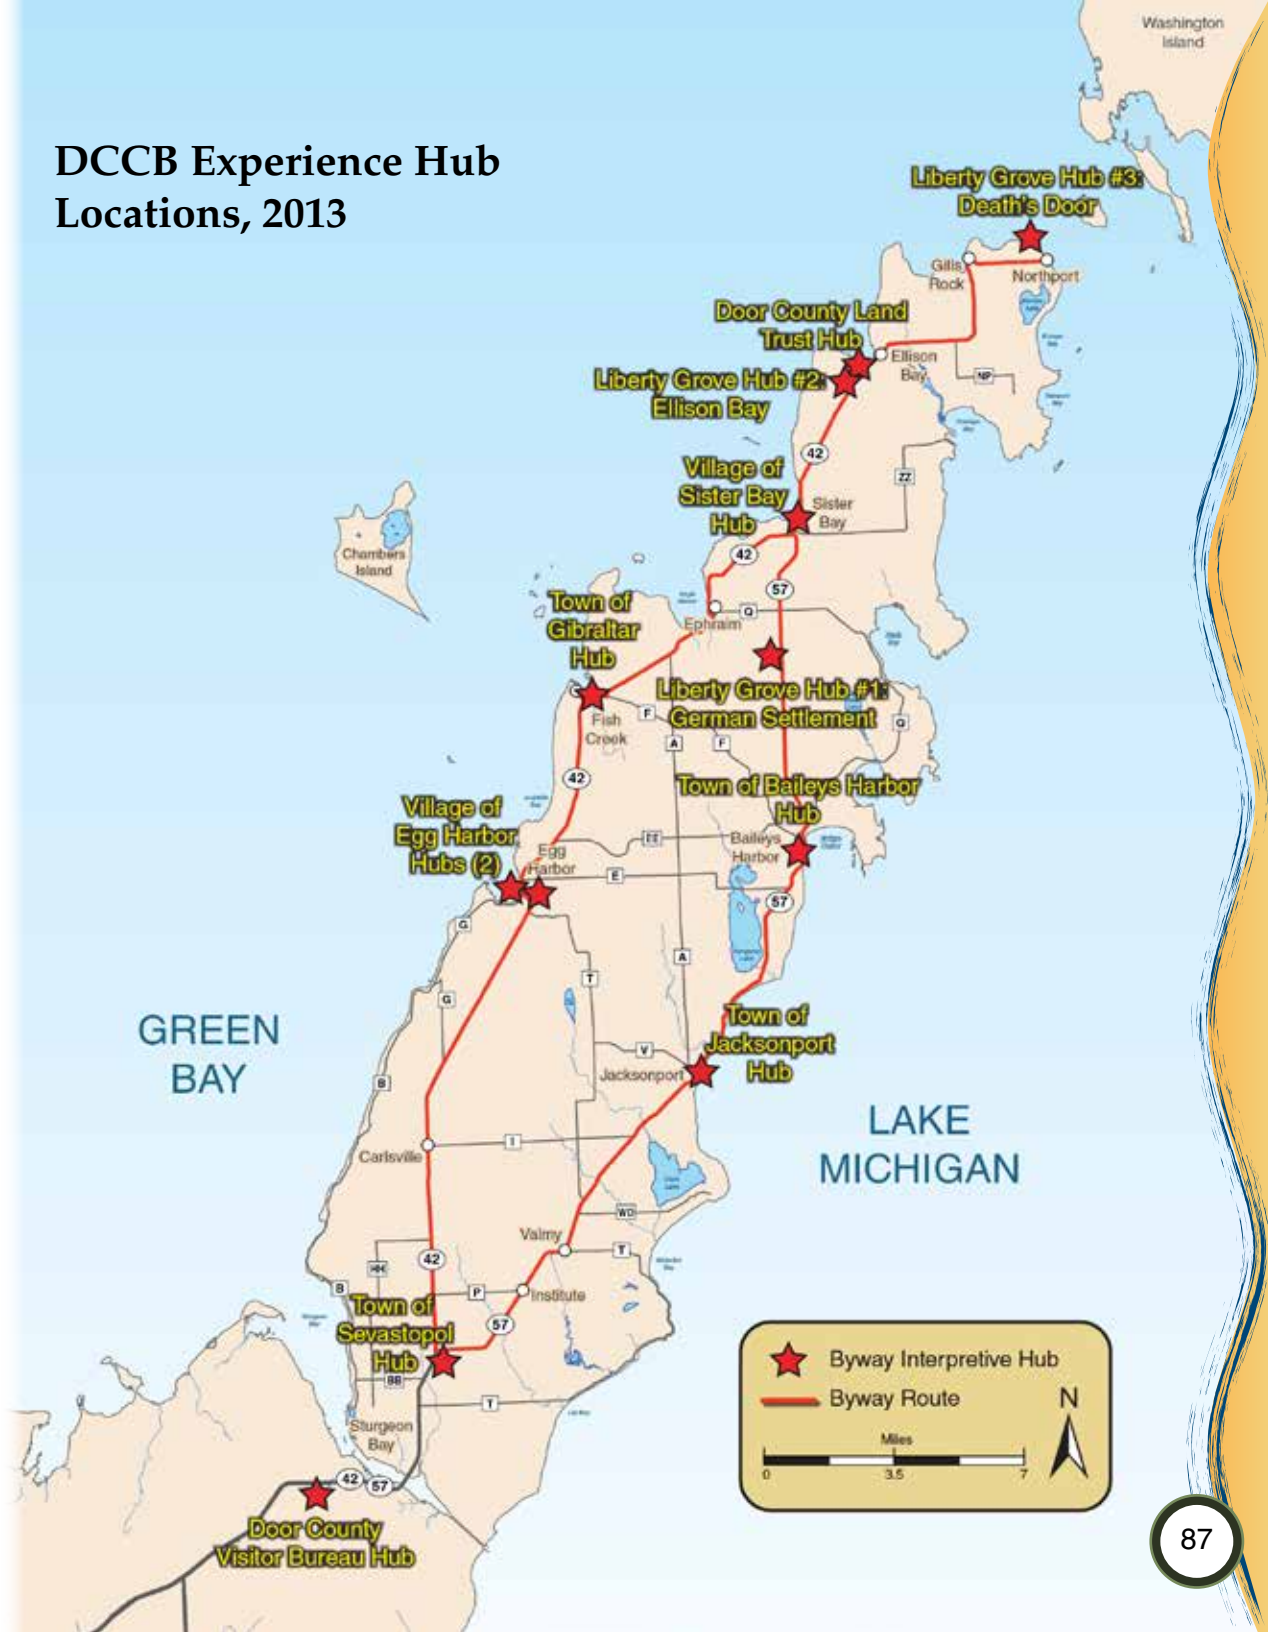 Washington
Island
DCCB Experience Hub
Locations, 2013
Liberty Grove Hub #3:
Death's Door
Gills
Rock
Northport
Door County Land
Trust Hub
Ellison
Bay
NP
Liberty Grove Hub #2:
Ellison Bay
42
ZZ
Village of
Sister Bay
Hub
Sister
Bay
42
57
Chambers
Island
Town of
Gibraltar
Hub
Ephraim
Q
Liberty Grove Hub #1:
German Settlement
Fish
Creek
F
A
F
Q
42
Town of Baileys Harbor
Hub
Baileys
Harbor
Village of
Egg Harbor
Hubs (2)
Egg
Harbor
EE
E
57
G
A
T
G
GREEN
BAY
Town of
Jacksonport
Hub
V
Jacksonport
B
LAKE
MICHIGAN
Carlsville
I
WD
Valmy
T
42
HH
B
P
Institute
57
Town of
Sevastopol
Hub
BB
T
Sturgeon
Bay
42
57
Door County
Visitor Bureau Hub
Byway Interpretive Hub
Byway Route
N
Miles
0
3.5
7
87